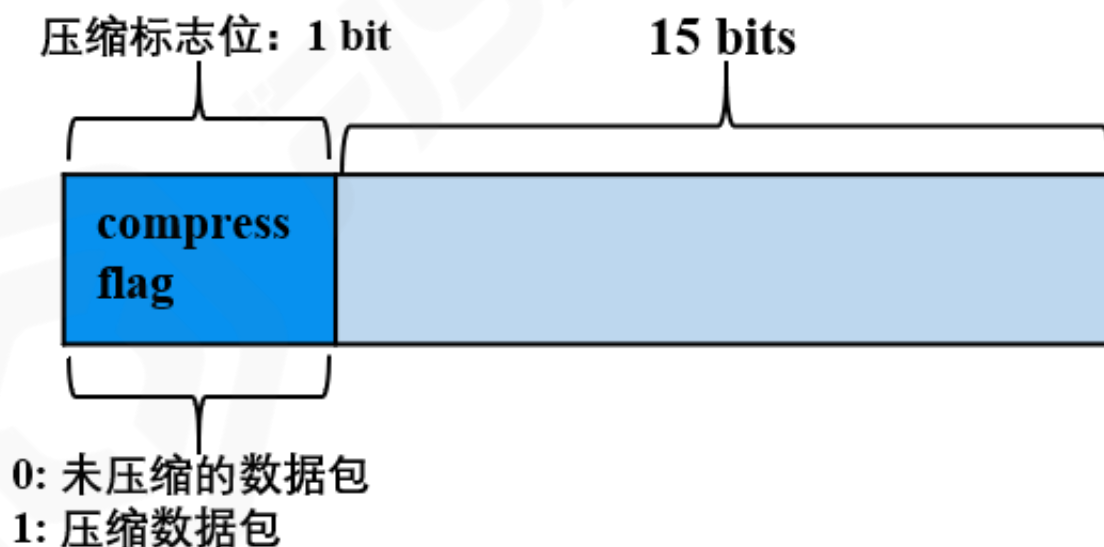 压缩标志位：1 bit
15 bits
compress
flag
0: 未压缩的数据包
1: 压缩数据包